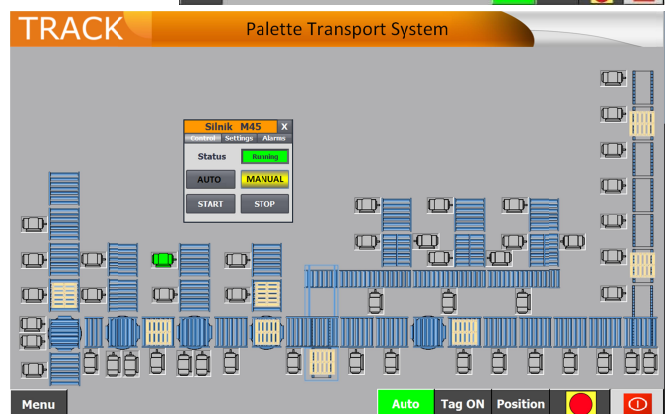 TRACK
Palette Transport System
Silnik M45 X
Control Settings Alarms
Status Running
AUTO MANUAL
START STOP
Menu Auto Tag ON Position